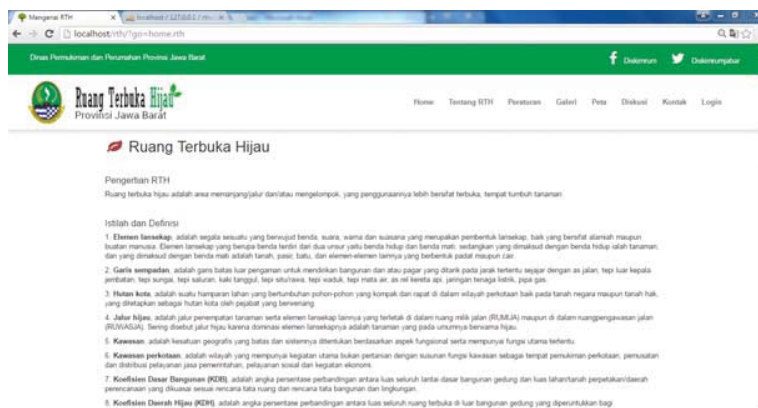 Mengenai RTH
localhost / 127.0.0.1 /
localhost/rth/?go=home.rth
Dinas Permukiman dan Perumahan Provinsi Jawa Barat
Diskimrum
Diskimrumjabar
Ruang Terbuka Hijau
Provinsi Jawa Barat
Home Tentang RTH Peraturan Galeri Peta Diskusi Kontak Login
Ruang Terbuka Hijau
Pengertian RTH
Ruang terbuka hijau adalah area memanjang/jalur dan/atau mengelompok, yang penggunaannya lebih bersifat terbuka, tempat tumbuh tanaman
Istilah dan Definisi
1. Elemen lansekap, adalah segala sesuatu yang berwujud benda, suara, warna dan suasana yang merupakan pembentuk lansekap, baik yang bersifat alamiah maupun
buatan manusia. Elemen lansekap yang berupa benda terdiri dari dua unsur yaitu benda hidup dan benda mati; sedangkan yang dimaksud dengan benda hidup ialah tanaman,
dan yang dimaksud dengan benda mati adalah tanah, pasir, batu, dan elemen-elemen lainnya yang berbentuk padat maupun cair.
2. Garis sempadan, adalah garis batas luar pengaman untuk mendirikan bangunan dan atau pagar yang ditarik pada jarak tertentu sejajar dengan as jalan, tepi luar kepala
jembatan, tepi sungai, tepi saluran, kaki tanggul, tepi situ/rawa, tepi waduk, tepi mata air, as rel kereta api, jaringan tenaga listrik, pipa gas.
3. Hutan kota, adalah suatu hamparan lahan yang bertumbuhan pohon-pohon yang kompak dan rapat di dalam wilayah perkotaan baik pada tanah negara maupun tanah hak,
yang ditetapkan sebagai hutan kota oleh pejabat yang berwenang.
4. Jalur hijau, adalah jalur penempatan tanaman serta elemen lansekap lainnya yang terletak di dalam ruang milik jalan (RUMIJA) maupun di dalam ruangpengawasan jalan
(RUWASJA). Sering disebut jalur hijau karena dominasi elemen lansekapnya adalah tanaman yang pada umumnya berwarna hijau.
5. Kawasan, adalah kesatuan geografis yang batas dan sistemnya ditentukan berdasarkan aspek fungsional serta mempunyai fungsi utama tertentu.
6. Kawasan perkotaan, adalah wilayah yang mempunyai kegiatan utama bukan pertanian dengan susunan fungsi kawasan sebagai tempat pemukiman perkotaan, pemusatan
dan distribusi pelayanan jasa pemerintahan, pelayanan sosial dan kegiatan ekonomi.
7. Koefisien Dasar Bangunan (KDB), adalah angka persentase perbandingan antara luas seluruh lantai dasar bangunan gedung dan luas lahan/tanah perpetakan/daerah
perencanaan yang dikuasai sesuai rencana tata ruang dan rencana tata bangunan dan lingkungan.
8. Koefisien Daerah Hijau (KDH), adalah angka persentase perbandingan antara luas seluruh ruang terbuka di luar bangunan gedung yang diperuntukkan bagi